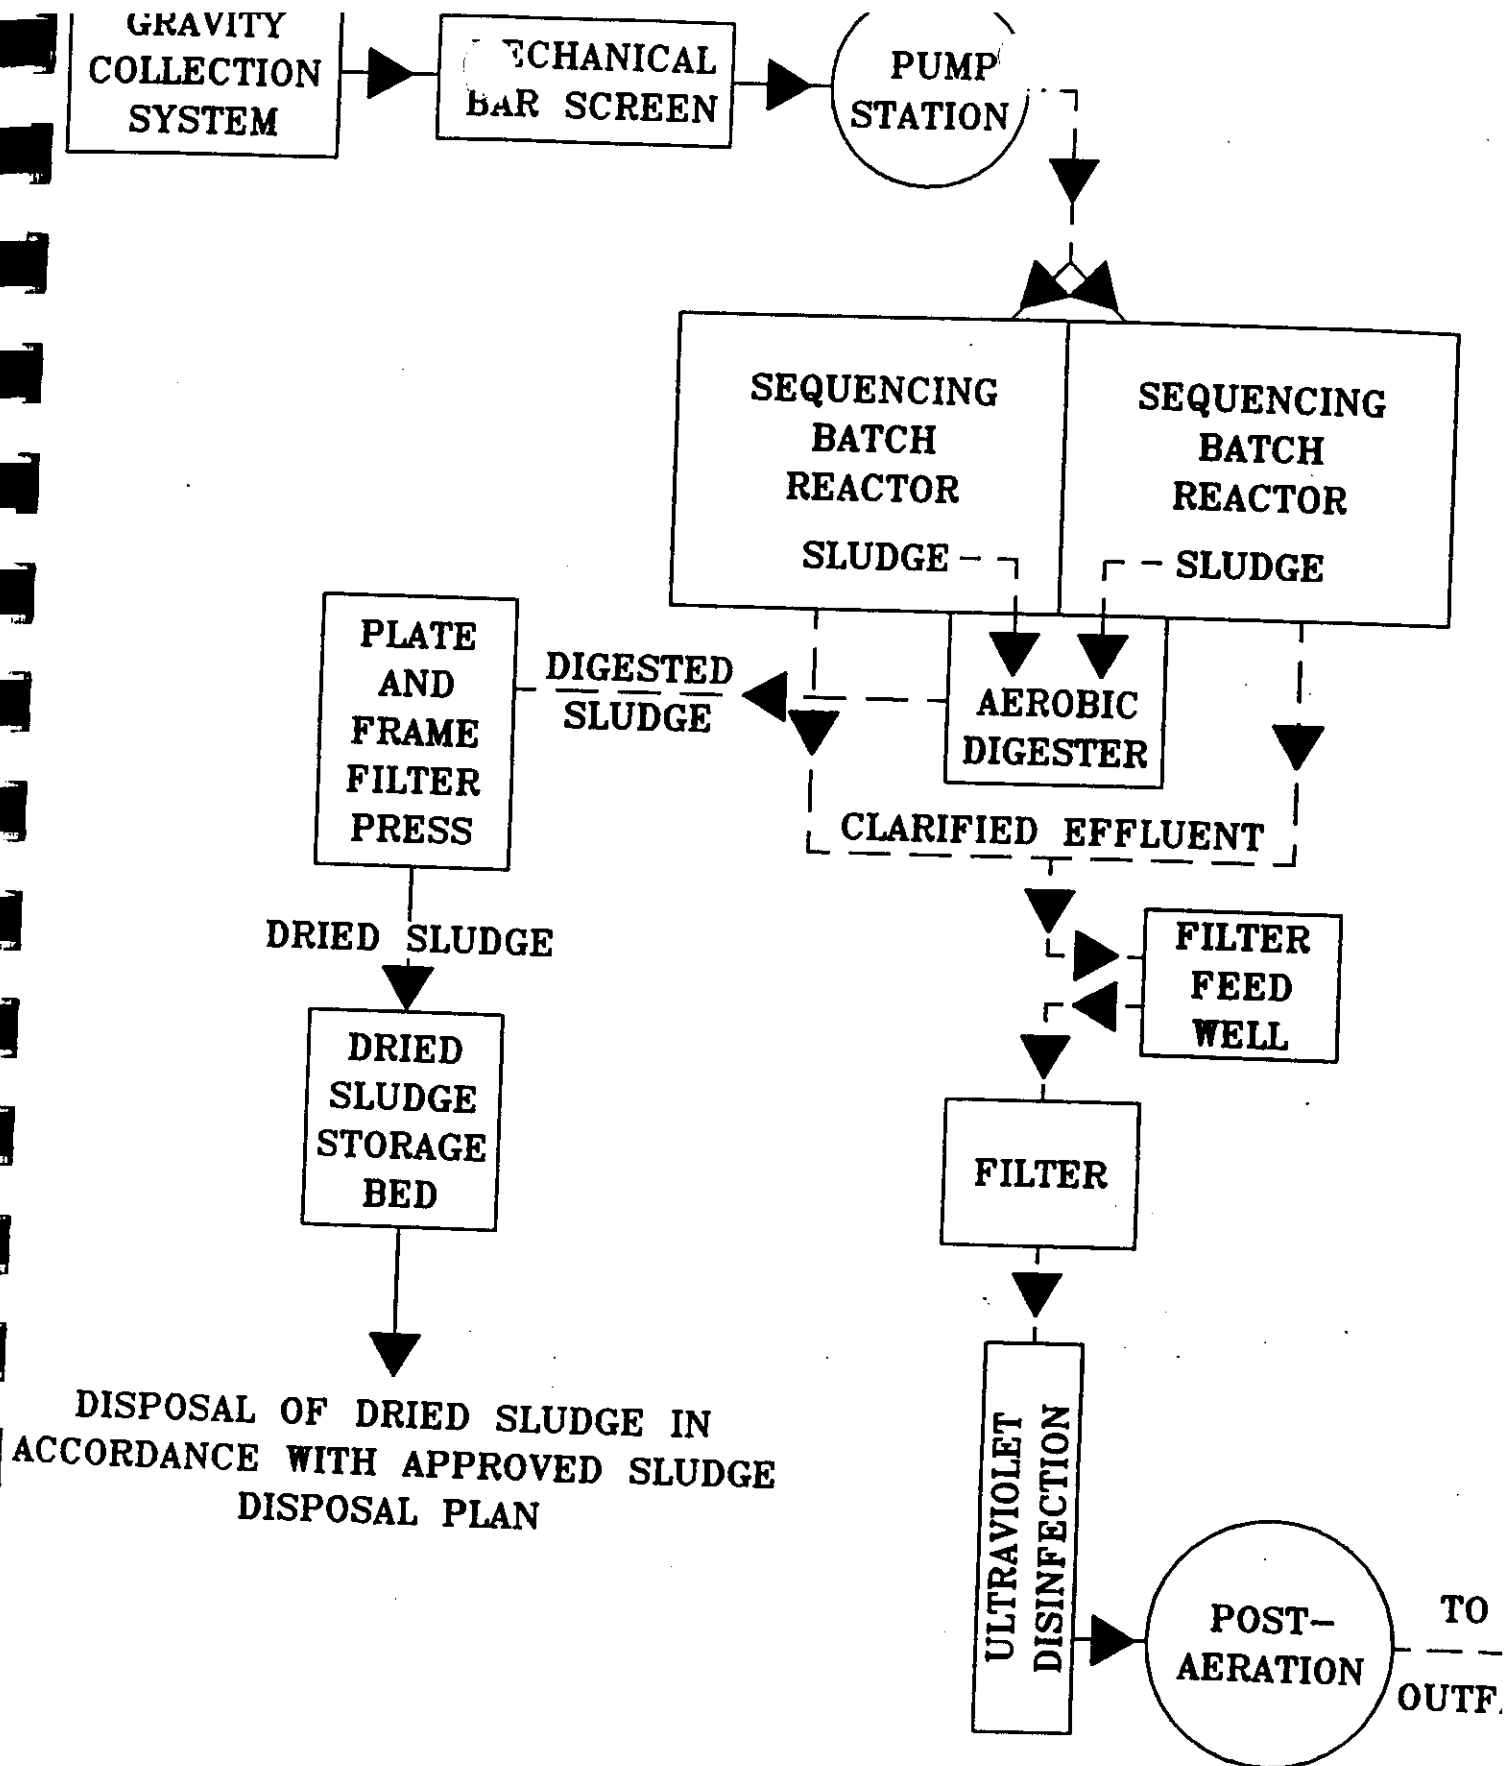 GRAVITY
COLLECTION
SYSTEM
ECHANICAL
BAR SCREEN
PUMP
STATION
SEQUENCING
BATCH
REACTOR
SLUDGE
SEQUENCING
BATCH
REACTOR
SLUDGE
PLATE
AND
FRAME
FILTER
PRESS
DIGESTED
SLUDGE
AEROBIC
DIGESTER
CLARIFIED EFFLUENT
DRIED SLUDGE
FILTER
FEED
WELL
DRIED
SLUDGE
STORAGE
BED
FILTER
DISPOSAL OF DRIED SLUDGE IN
ACCORDANCE WITH APPROVED SLUDGE
DISPOSAL PLAN
ULTRAVIOLET
DISINFECTION
POST-
AERATION
TO
OUTF